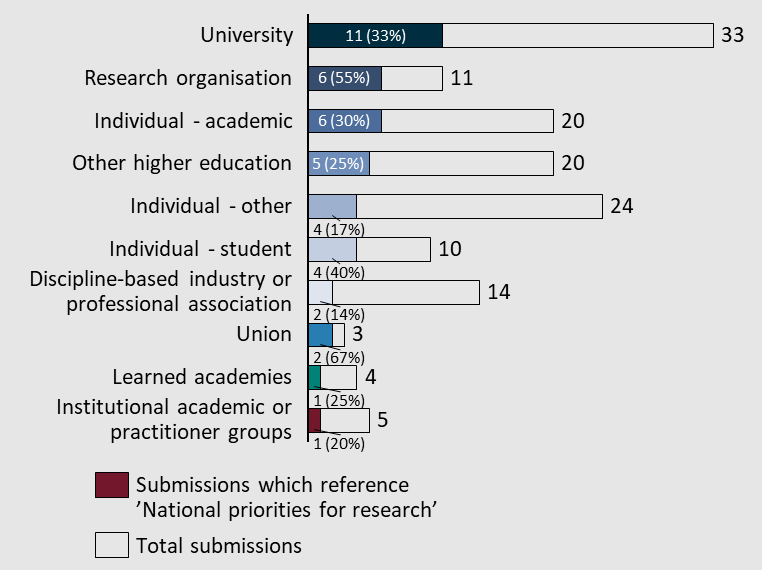 University
11 (33%)
33
Research organisation
6 (55%)
11
Individual - academic
6 (30%)
20
Other higher education
5 (25%)
20
Individual - other
24
4 (17%)
Individual - student
10
4 (40%)
Discipline-based industry or
professional association
14
2 (14%)
Union
3
2 (67%)
Learned academies
4
1 (25%)
Institutional academic or
practitioner groups
5
1 (20%)
Submissions which reference
’National priorities for research’
Total submissions